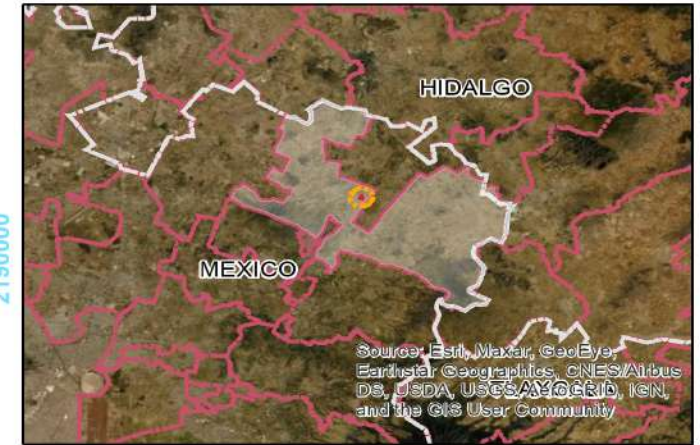 HIDALGO
2190000
MEXICO
Source: Esri, Maxar, GeoEye,
Earthstar Geographics, CNES/Airbus
DS, USDA, USGS, AeroGRID, IGN,
and the GIS User Community